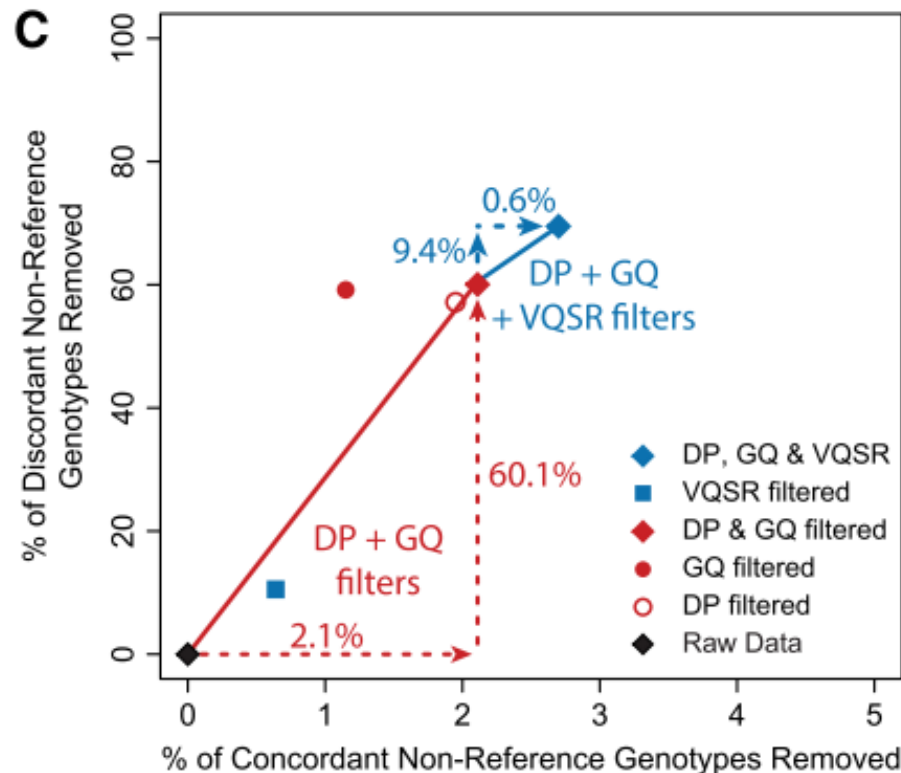 C
% of Discordant Non-Reference
Genotypes Removed
100
80
60
40
20
0
0.6%
9.4%
DP + GQ
+ VQSR filters
60.1%
DP + GQ
filters
2.1%
DP, GQ & VQSR
VQSR filtered
DP & GQ filtered
GQ filtered
DP filtered
Raw Data
0 1 2 3 4 5
% of Concordant Non-Reference Genotypes Removed